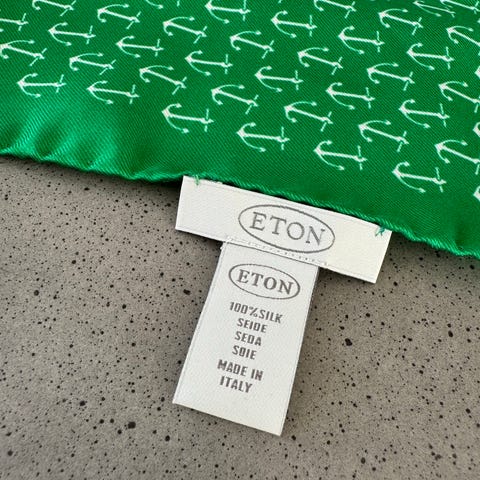 ETON
ETON
100%SILK
SEIDE
SEDA
SOIE
MADE IN
ITALY